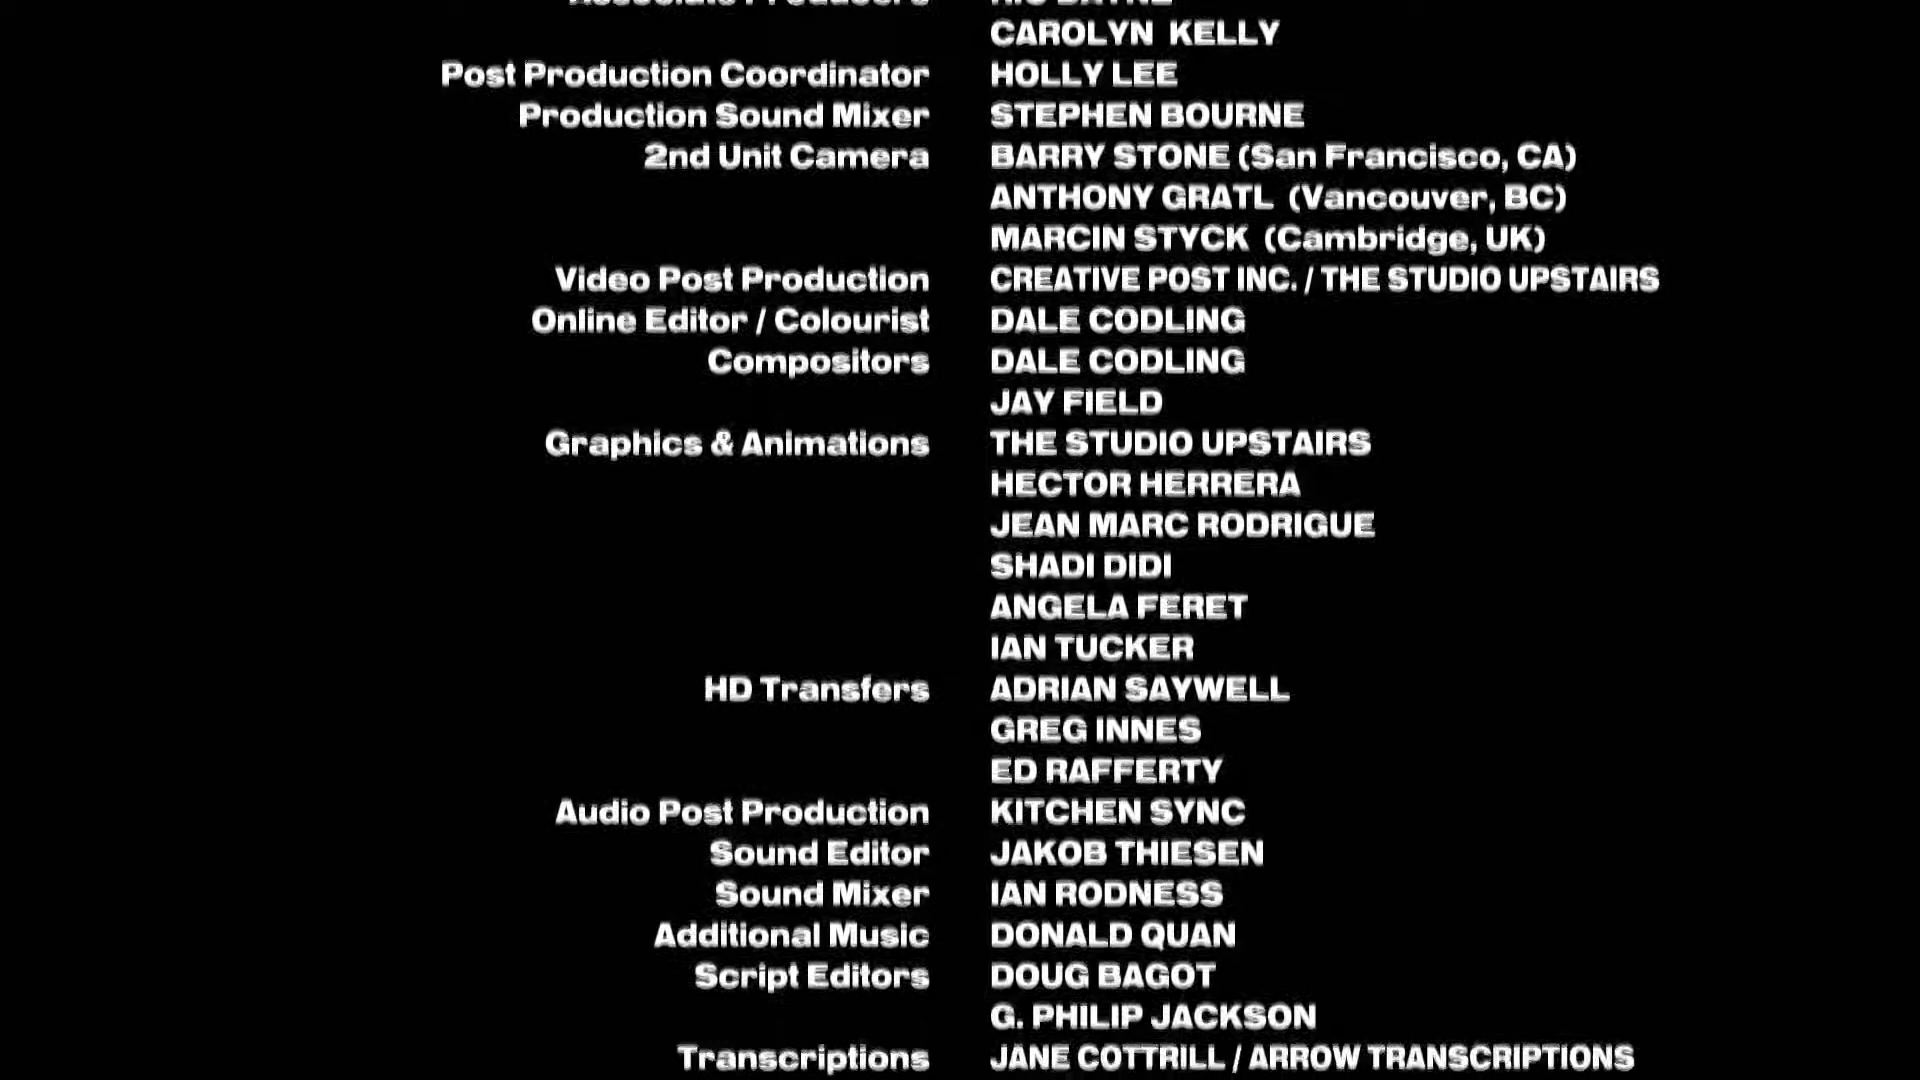 Associate Producers RIC BAYNE
CAROLYN KELLY
Post Production Coordinator HOLLY LEE
Production Sound Mixer STEPHEN BOURNE
2nd Unit Camera BARRY STONE (San Francisco, CA)
ANTHONY GRATL (Vancouver, BC)
MARCIN STYCK (Cambridge, UK)
Video Post Production CREATIVE POST INC. / THE STUDIO UPSTAIRS
Online Editor / Colourist DALE CODLING
Compositors DALE CODLING
JAY FIELD
Graphics & Animations THE STUDIO UPSTAIRS
HECTOR HERRERA
JEAN MARC RODRIGUE
SHADI DIDI
ANGELA FERET
IAN TUCKER
HD Transfers ADRIAN SAYWELL
GREG INNES
ED RAFFERTY
Audio Post Production KITCHEN SYNC
Sound Editor JAKOB THIESEN
Sound Mixer IAN RODNESS
Additional Music DONALD QUAN
Script Editors DOUG BAGOT
G. PHILIP JACKSON
Transcriptions JANE COTTRILL / ARROW TRANSCRIPTIONS